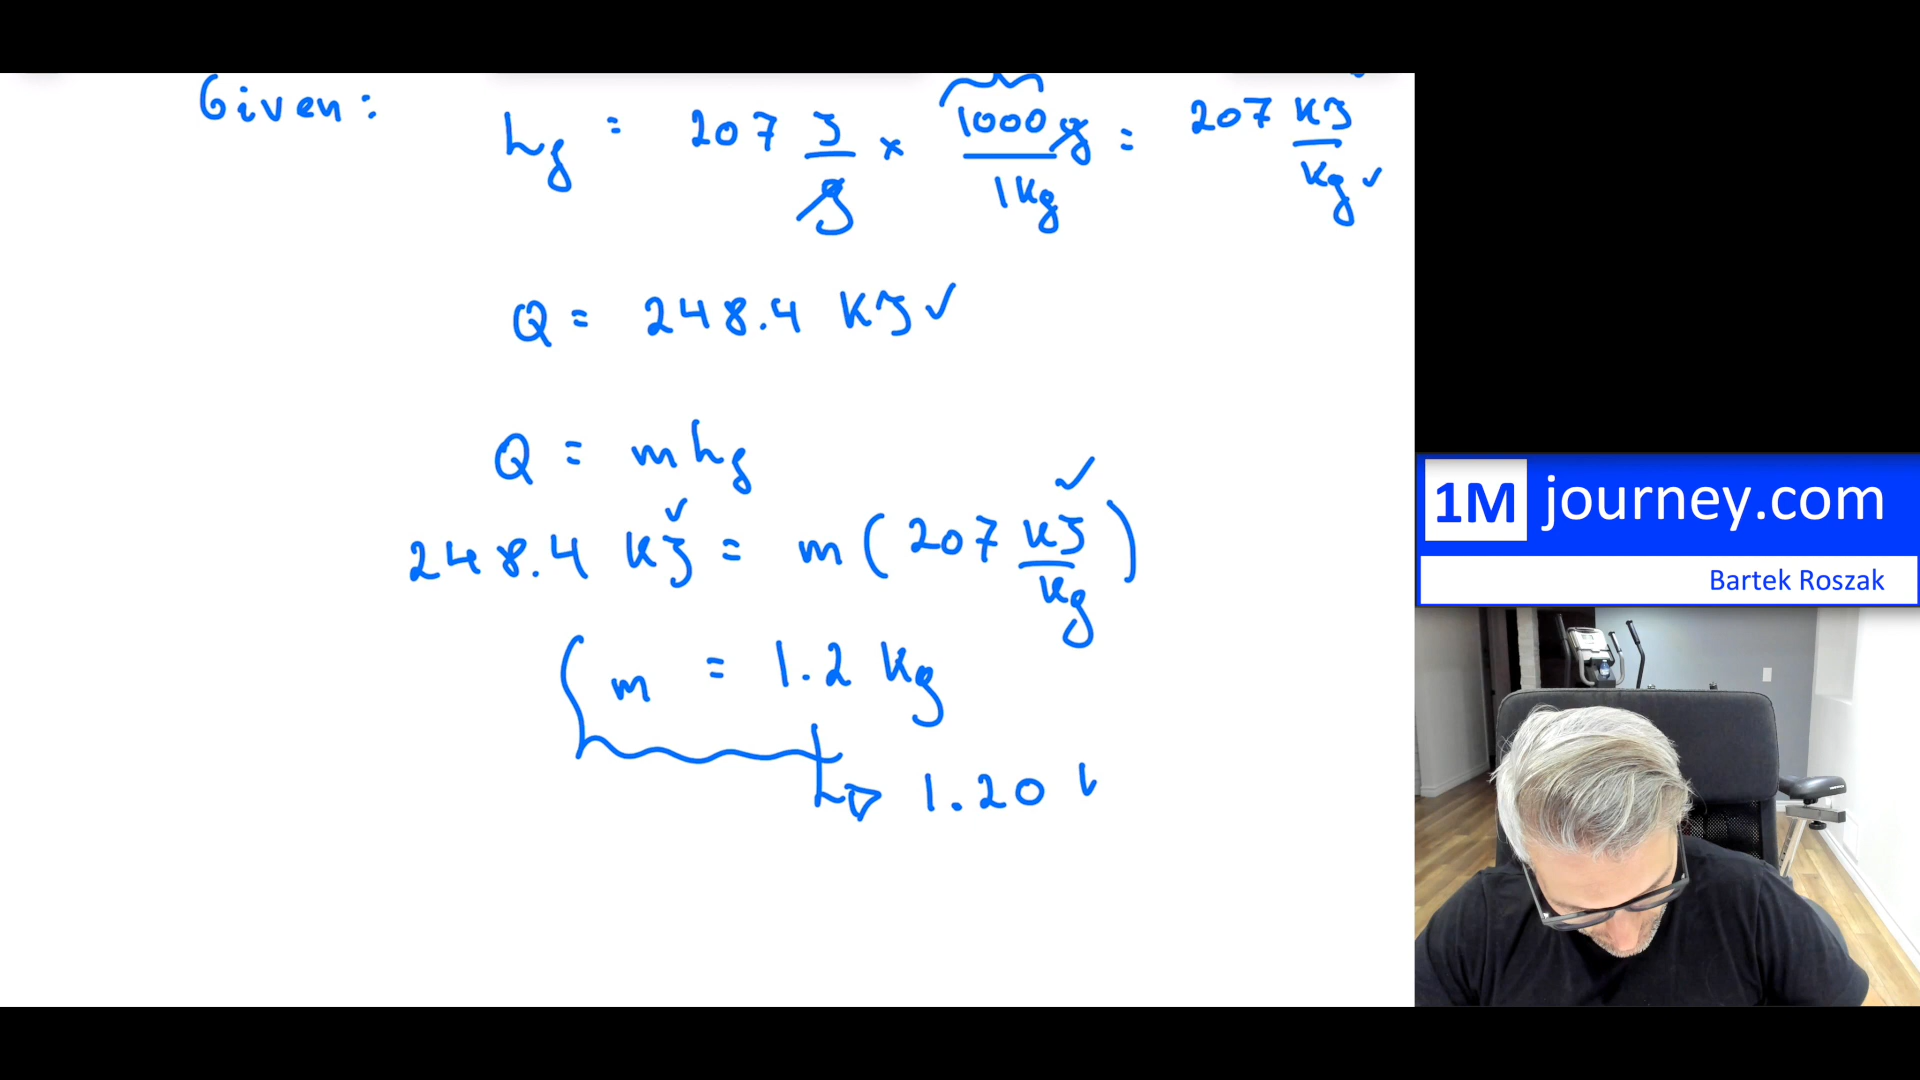 Given:
hg = 207 J/g × 1000 g/1 kg = 207 kJ/kg ✓
Q = 248.4 kJ ✓
Q = m hg
248.4 kJ ✓ = m ( 207 kJ/kg ) ✓
m = 1.2 kg
1.20
1M journey.com
Bartek Roszak